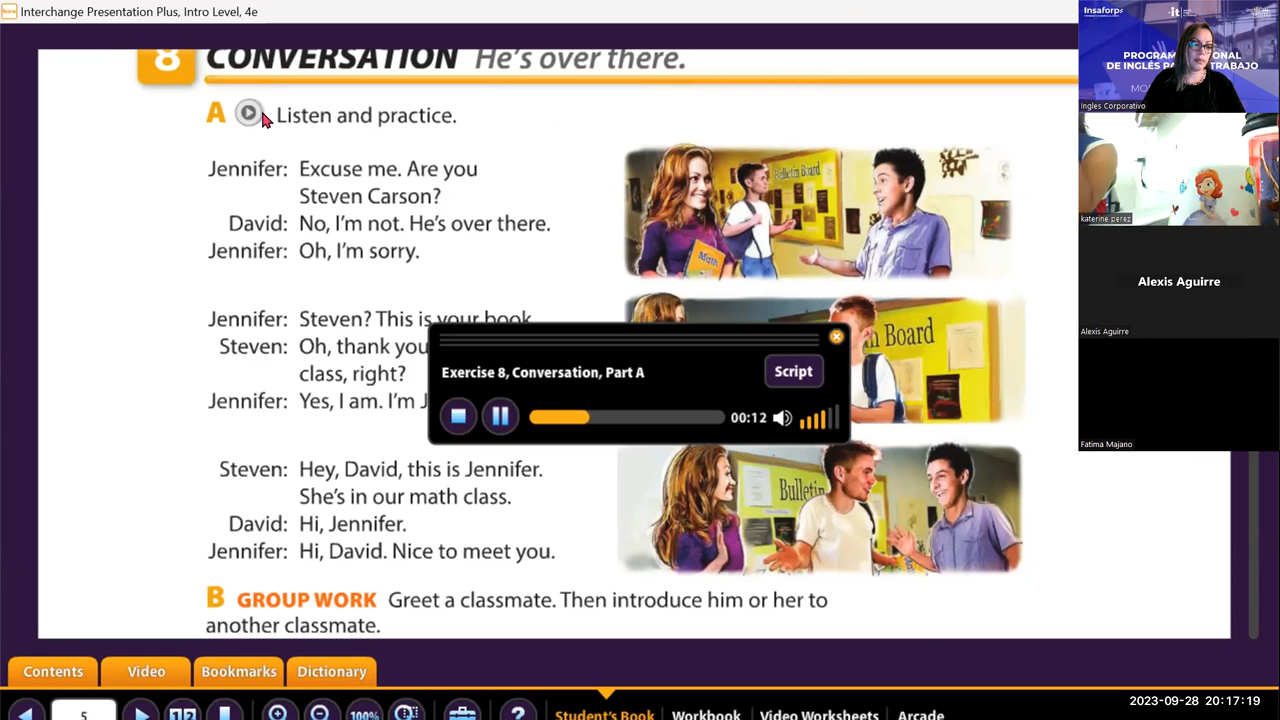 Interchange Presentation Plus, Intro Level, 4e
8 CONVERSATION He's over there.
A Listen and practice.
Jennifer: Excuse me. Are you
Steven Carson?
David: No, I'm not. He's over there.
Jennifer: Oh, I'm sorry.
Bulletin Board
Math
Jennifer: Steven? This is your book.
Steven: Oh, thank you
class, right?
Jennifer: Yes, I am. I'm J
Board
Exercise 8, Conversation, Part A
Script
00:12
Steven: Hey, David, this is Jennifer.
She's in our math class.
David: Hi, Jennifer.
Jennifer: Hi, David. Nice to meet you.
Bulletin
B GROUP WORK Greet a classmate. Then introduce him or her to
another classmate.
Contents Video Bookmarks Dictionary
5 1 2 100% ?
Student's Book Workbook Video Worksheets Arcade
Insaforp
Ingles Corporativo
katerine perez
Alexis Aguirre
Alexis Aguirre
Fatima Majano
2023-09-28 20:17:19